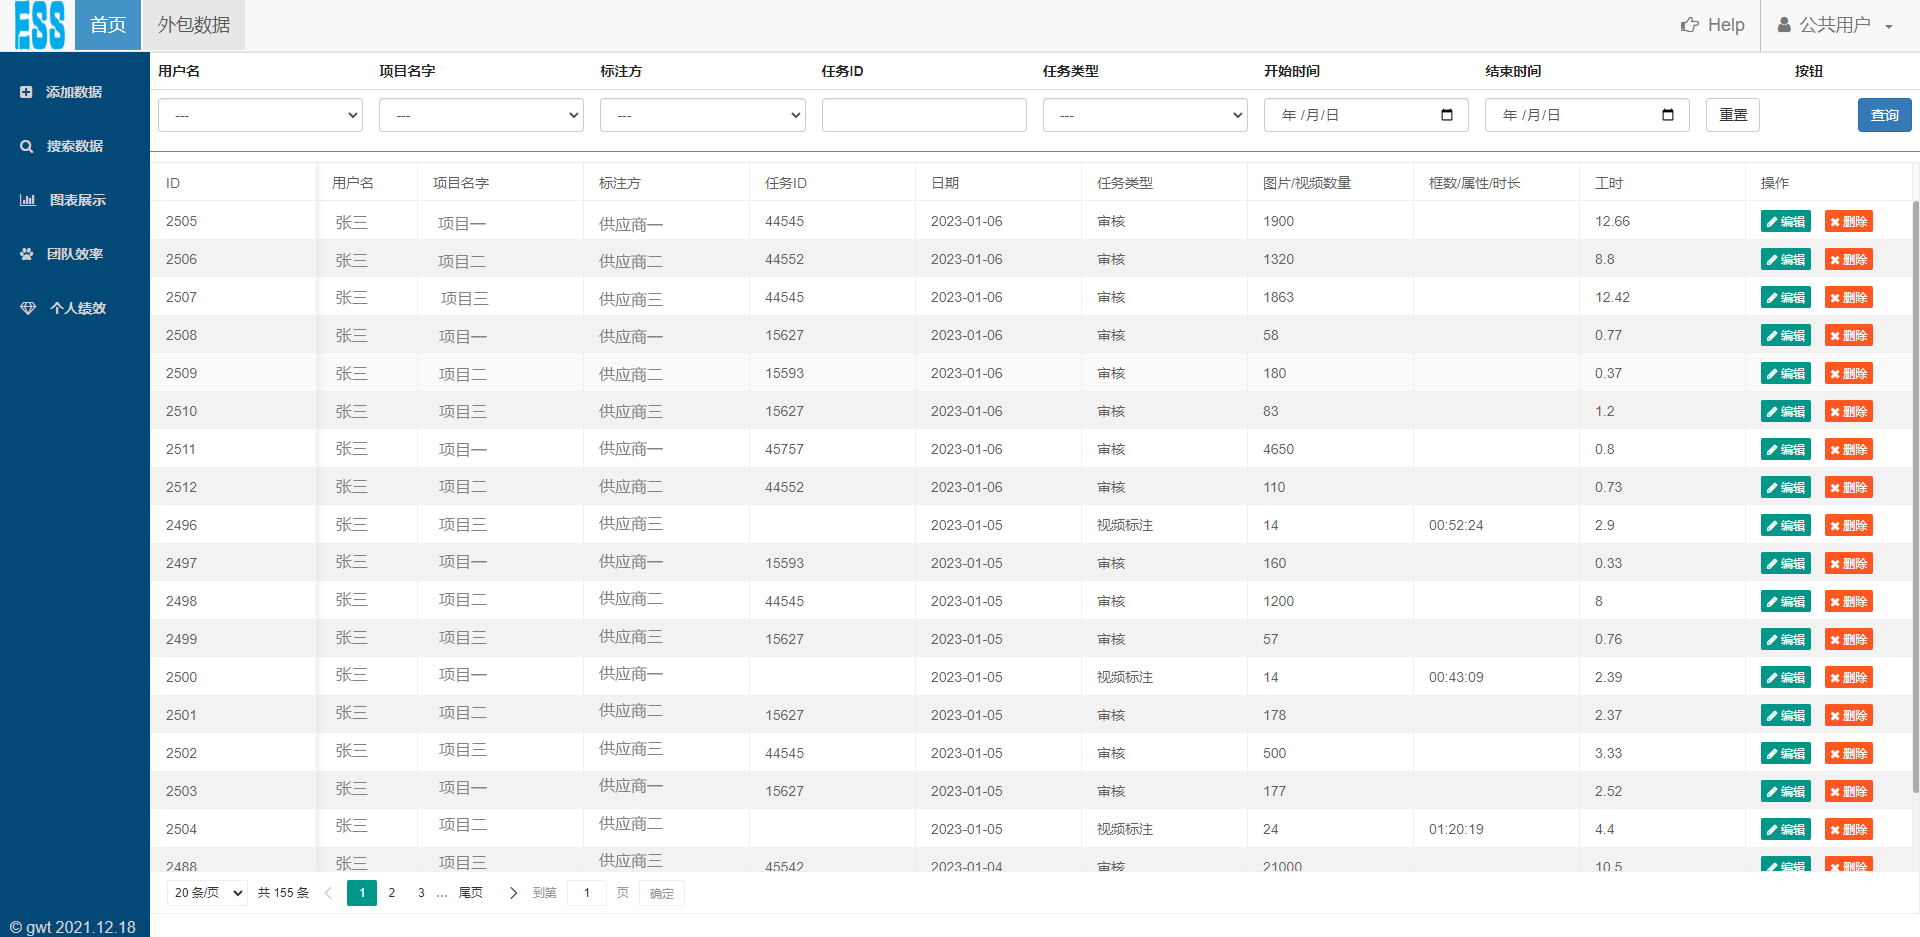 ESS 首页 外包数据 Help 公共用户
添加数据
搜索数据
图表展示
团队效率
个人绩效
© gwt 2021.12.18
用户名 项目名字 标注方 任务ID 任务类型 开始时间 结束时间 按钮
--- --- --- --- 年 /月/日 年 /月/日 重置 查询
ID 用户名 项目名字 标注方 任务ID 日期 任务类型 图片/视频数量 框数/属性/时长 工时 操作
2505 张三 项目一 供应商一 44545 2023-01-06 审核 1900 12.66 编辑 删除
2506 张三 项目二 供应商二 44552 2023-01-06 审核 1320 8.8 编辑 删除
2507 张三 项目三 供应商三 44545 2023-01-06 审核 1863 12.42 编辑 删除
2508 张三 项目一 供应商一 15627 2023-01-06 审核 58 0.77 编辑 删除
2509 张三 项目二 供应商二 15593 2023-01-06 审核 180 0.37 编辑 删除
2510 张三 项目三 供应商三 15627 2023-01-06 审核 83 1.2 编辑 删除
2511 张三 项目一 供应商一 45757 2023-01-06 审核 4650 0.8 编辑 删除
2512 张三 项目二 供应商二 44552 2023-01-06 审核 110 0.73 编辑 删除
2496 张三 项目三 供应商三 2023-01-05 视频标注 14 00:52:24 2.9 编辑 删除
2497 张三 项目一 供应商一 15593 2023-01-05 审核 160 0.33 编辑 删除
2498 张三 项目二 供应商二 44545 2023-01-05 审核 1200 8 编辑 删除
2499 张三 项目三 供应商三 15627 2023-01-05 审核 57 0.76 编辑 删除
2500 张三 项目一 供应商一 2023-01-05 视频标注 14 00:43:09 2.39 编辑 删除
2501 张三 项目二 供应商二 15627 2023-01-05 审核 178 2.37 编辑 删除
2502 张三 项目三 供应商三 44545 2023-01-05 审核 500 3.33 编辑 删除
2503 张三 项目一 供应商一 15627 2023-01-05 审核 177 2.52 编辑 删除
2504 张三 项目二 供应商二 2023-01-05 视频标注 24 01:20:19 4.4 编辑 删除
2488 张三 项目三 供应商三 45542 2023-01-04 审核 21000 10.5 编辑 删除
20 条/页 共 155 条 1 2 3 ... 尾页 到第 1 页 确定